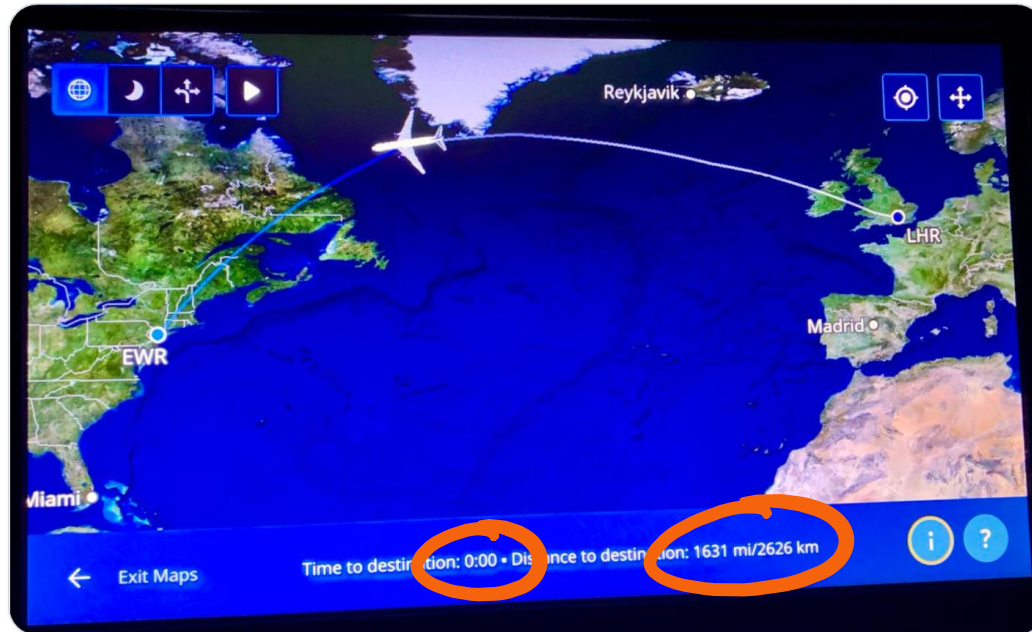 Reykjavik
LHR
Madrid
EWR
Miami
Exit Maps
Time to destination: 0:00 ▪ Distance to destination: 1631 mi/2626 km
i
?